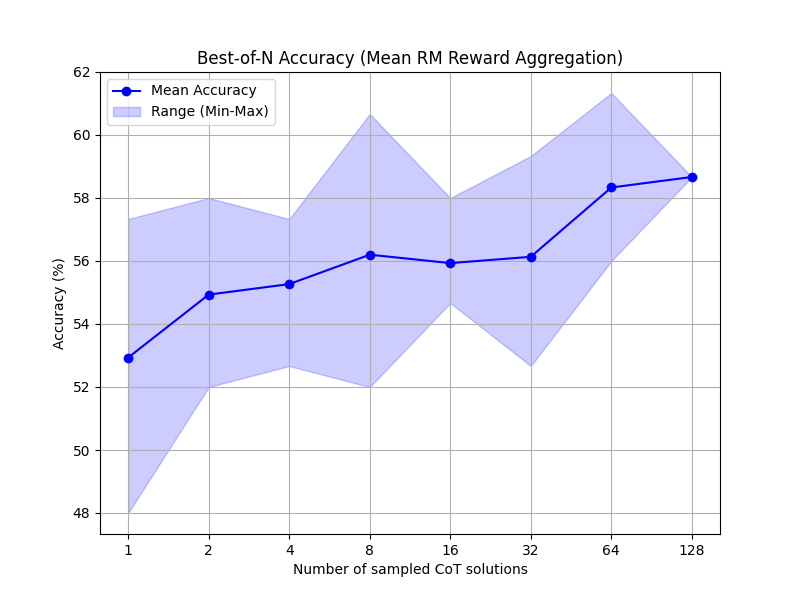 Best-of-N Accuracy (Mean RM Reward Aggregation)
Mean Accuracy
Range (Min-Max)
62
60
58
56
54
52
50
48
Accuracy (%)
1 2 4 8 16 32 64 128
Number of sampled CoT solutions